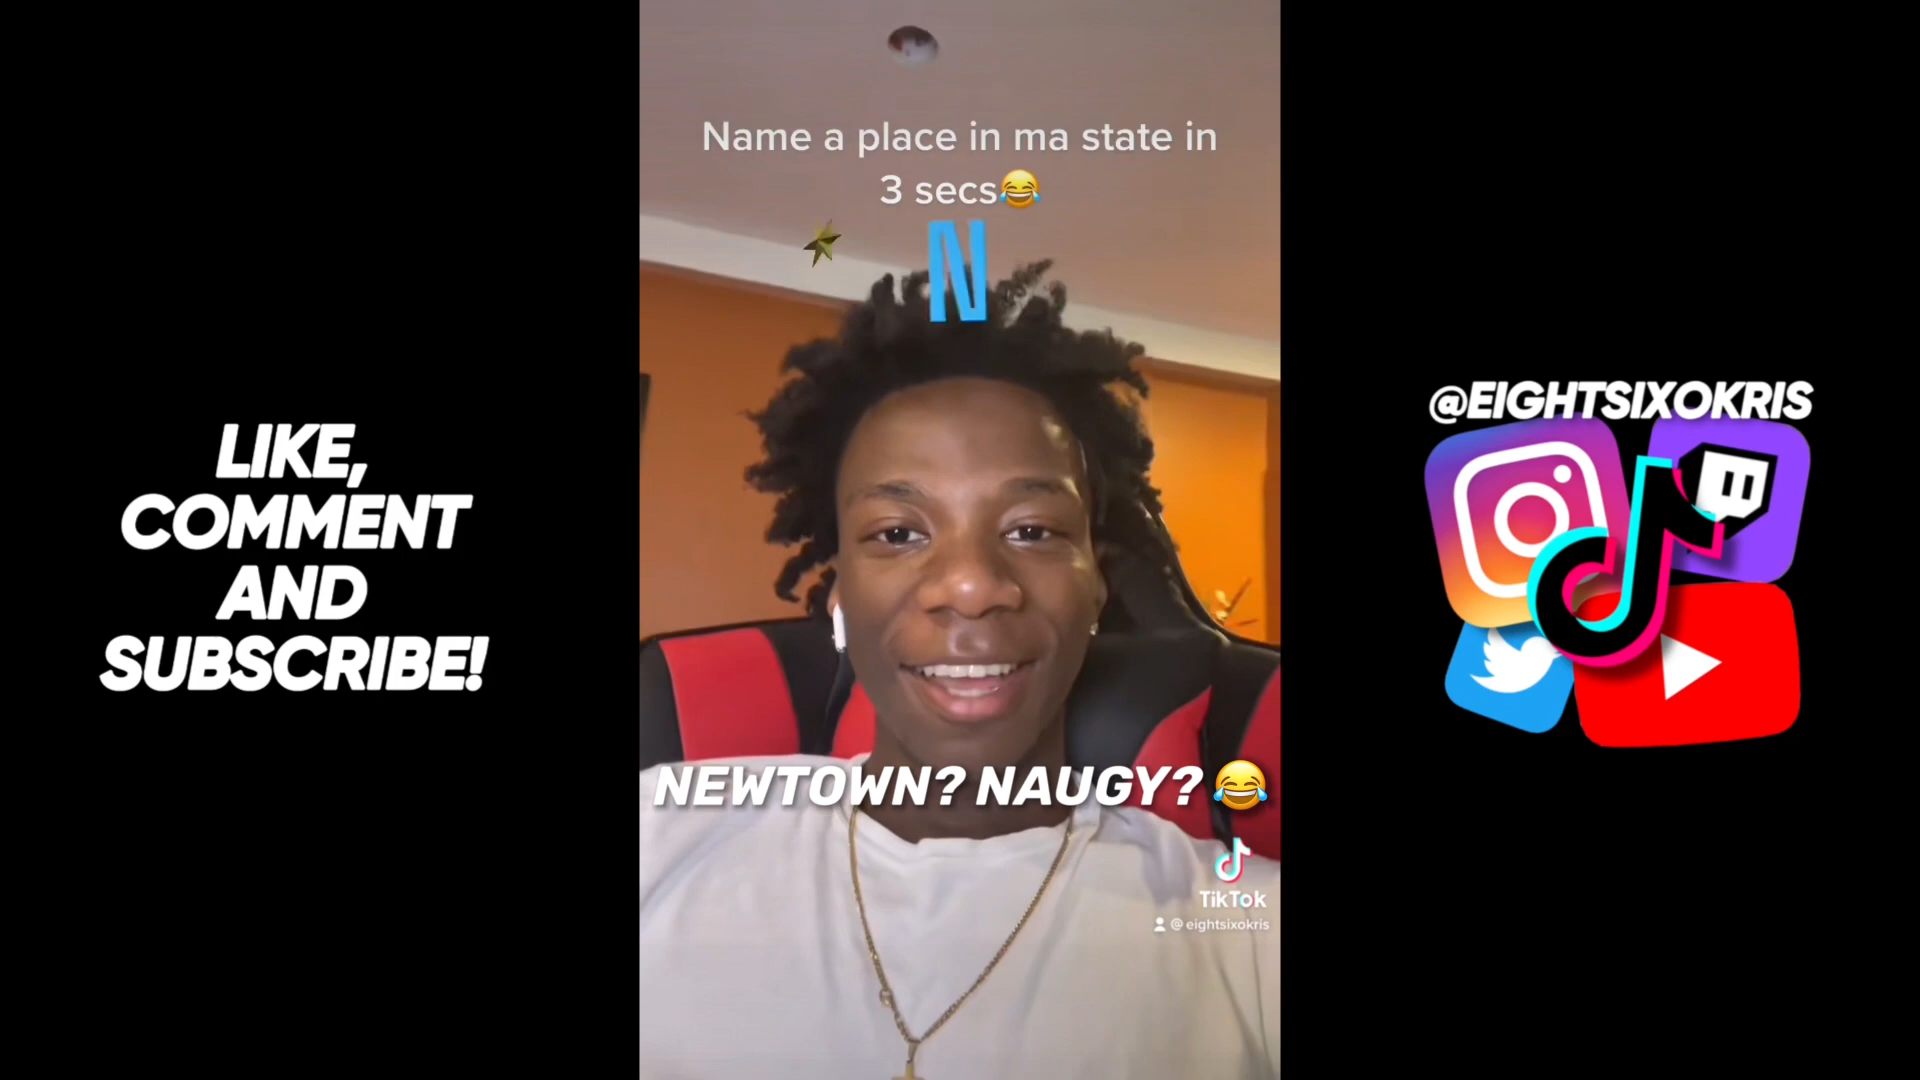 LIKE,
COMMENT
AND
SUBSCRIBE!
Name a place in ma state in
3 secs😂
N
NEWTOWN? NAUGY? 😂
TikTok
@eightsixokris
@EIGHTSIXOKRIS